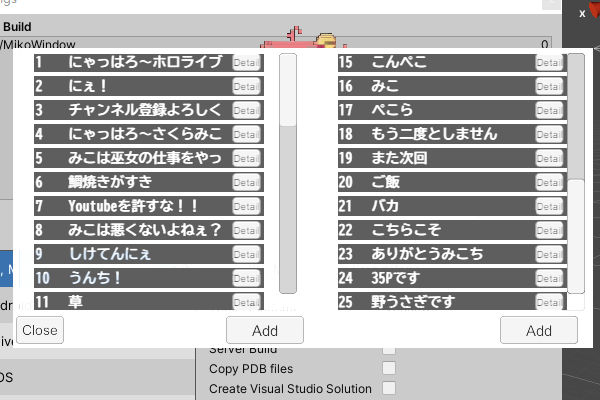 Build
/MikoWindow
0
x
1 にゃっはろ～ホロライブ Detail
2 にぇ！ Detail
3 チャンネル登録よろしく Detail
4 にゃっはろ～さくらみこ Detail
5 みこは巫女の仕事をやっ Detail
6 鯛焼きがすき Detail
7 Youtubeを許すな！！ Detail
8 みこは悪くないよねぇ？ Detail
9 しけてんにぇ Detail
10 うんち！ Detail
11 草 Detail
15 こんぺこ Detail
16 みこ Detail
17 ぺこら Detail
18 もう二度としません Detail
19 また次回 Detail
20 ご飯 Detail
21 バカ Detail
22 こちらこそ Detail
23 ありがとうみこち Detail
24 35Pです Detail
25 野うさぎです Detail
Close
Add
Add
Server Build
Copy PDB files
Create Visual Studio Solution